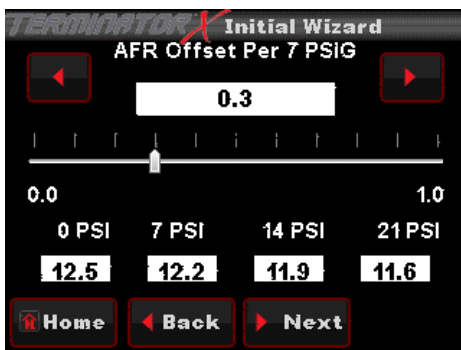 TERMINATOR X Initial Wizard
AFR Offset Per 7 PSIG
0.3
0.0 1.0
0 PSI 7 PSI 14 PSI 21 PSI
12.5 12.2 11.9 11.6
Home Back Next